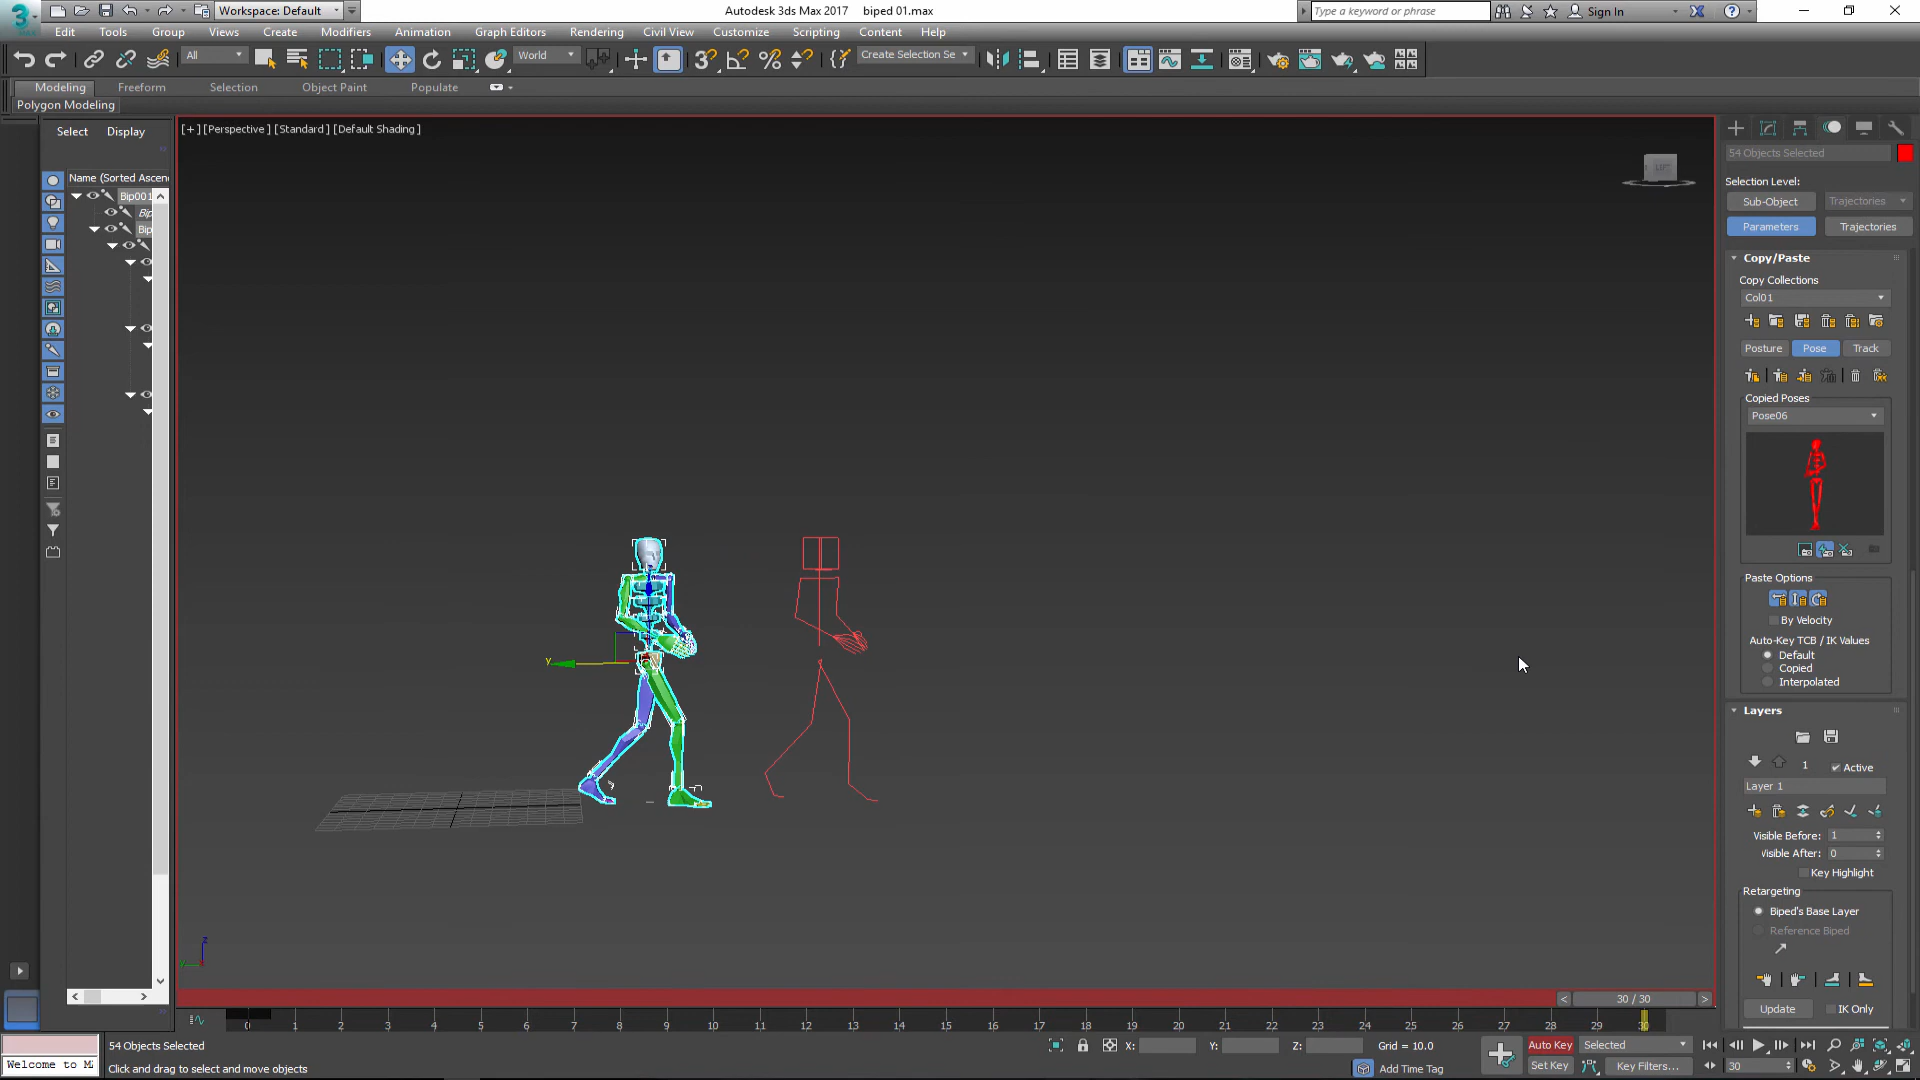 Workspace: Default
Autodesk 3ds Max 2017    biped 01.max
Type a keyword or phrase
Sign In
Edit Tools Group Views Create Modifiers Animation Graph Editors Rendering Civil View Customize Scripting Content Help
All
World
Create Selection Se
Modeling Freeform Selection Object Paint Populate
Polygon Modeling
Select Display
[+] [Perspective ] [Standard ] [Default Shading ]
Name (Sorted Ascen
Bip001
Bip
Bip
54 Objects Selected
Selection Level:
Sub-Object Trajectories
Parameters Trajectories
Copy/Paste
Copy Collections
Col01
Posture Pose Track
Copied Poses
Pose06
Paste Options
By Velocity
Auto-Key TCB / IK Values
Default
Copied
Interpolated
Layers
1 Active
Layer 1
Visible Before: 1
Visible After: 0
Key Highlight
Retargeting
Biped's Base Layer
Reference Biped
Update IK Only
y
z
< 30 / 30 >
0 1 2 3 4 5 6 7 8 9 10 11 12 13 14 15 16 17 18 19 20 21 22 23 24 25 26 27 28 29 30
54 Objects Selected
X: Y: Z: Grid = 10.0
Auto Key Selected
Welcome to M
Click and drag to select and move objects
Add Time Tag
Set Key Key Filters... 30